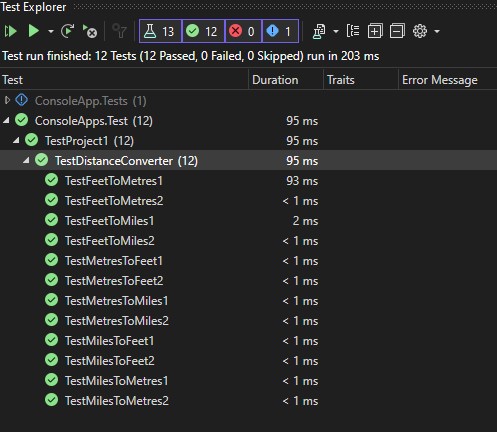 Test Explorer
13 12 0 1
Test run finished: 12 Tests (12 Passed, 0 Failed, 0 Skipped) run in 203 ms
Test Duration Traits Error Message
ConsoleApp.Tests (1)
ConsoleApps.Test (12) 95 ms
TestProject1 (12) 95 ms
TestDistanceConverter (12) 95 ms
TestFeetToMetres1 93 ms
TestFeetToMetres2 < 1 ms
TestFeetToMiles1 2 ms
TestFeetToMiles2 < 1 ms
TestMetresToFeet1 < 1 ms
TestMetresToFeet2 < 1 ms
TestMetresToMiles1 < 1 ms
TestMetresToMiles2 < 1 ms
TestMilesToFeet1 < 1 ms
TestMilesToFeet2 < 1 ms
TestMilesToMetres1 < 1 ms
TestMilesToMetres2 < 1 ms